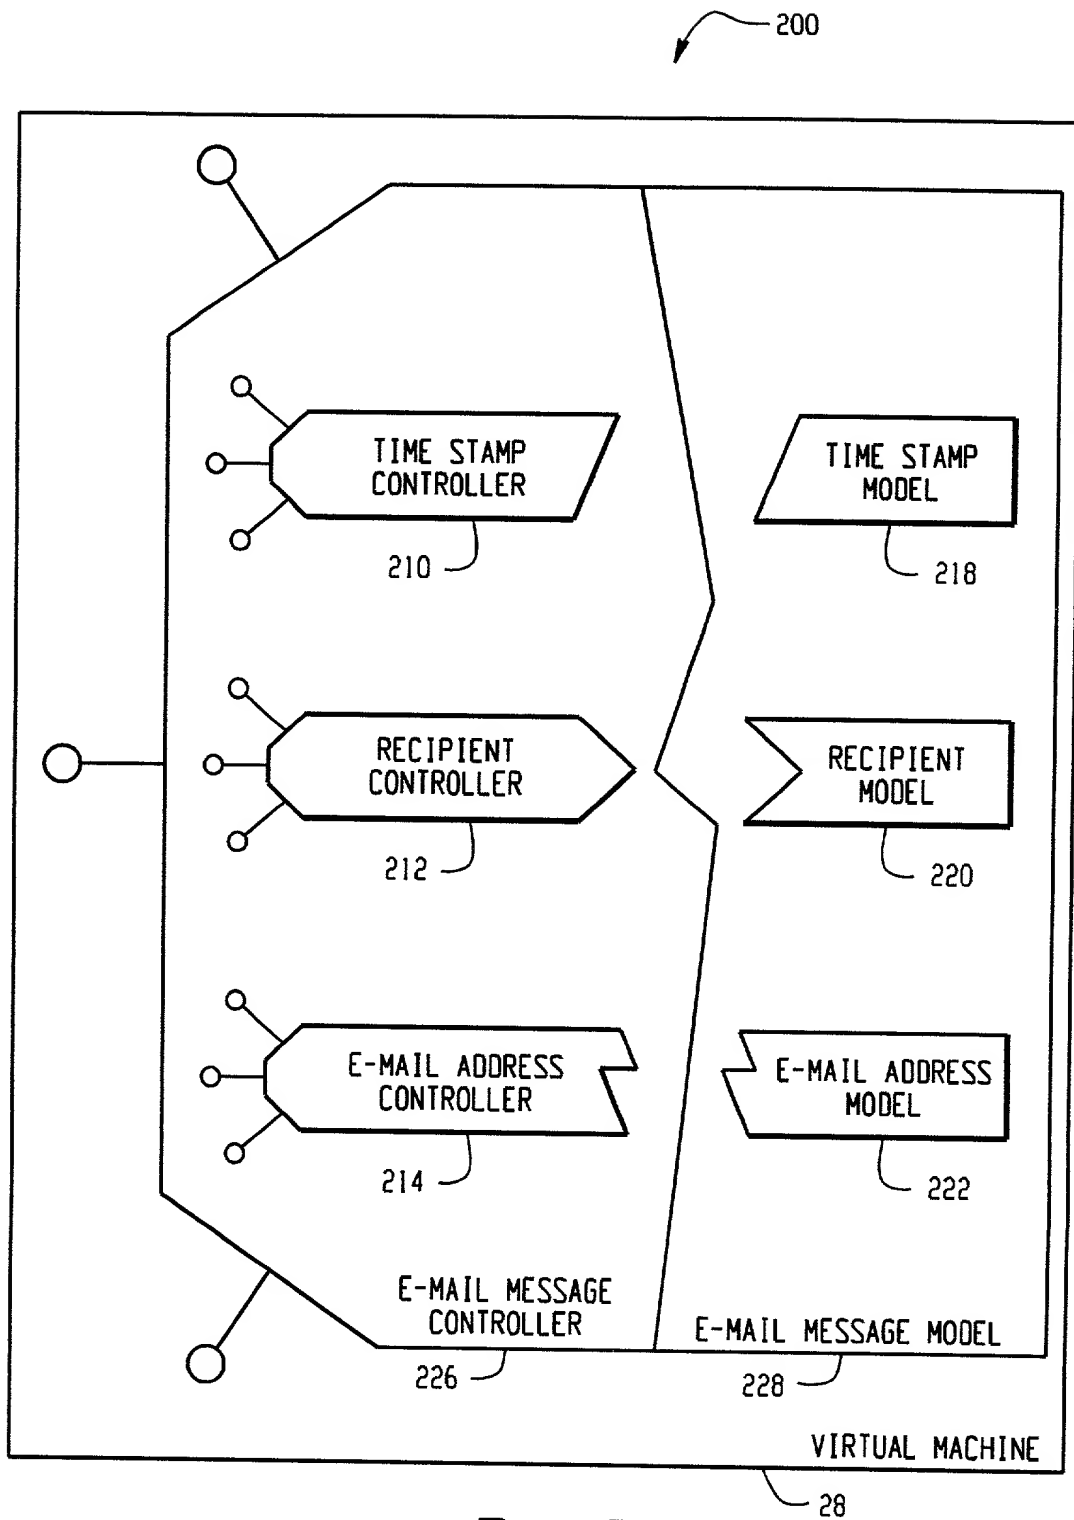 200
TIME STAMP
CONTROLLER
210
TIME STAMP
MODEL
218
RECIPIENT
CONTROLLER
212
RECIPIENT
MODEL
220
E-MAIL ADDRESS
CONTROLLER
214
E-MAIL ADDRESS
MODEL
222
E-MAIL MESSAGE
CONTROLLER
226
E-MAIL MESSAGE MODEL
228
VIRTUAL MACHINE
28